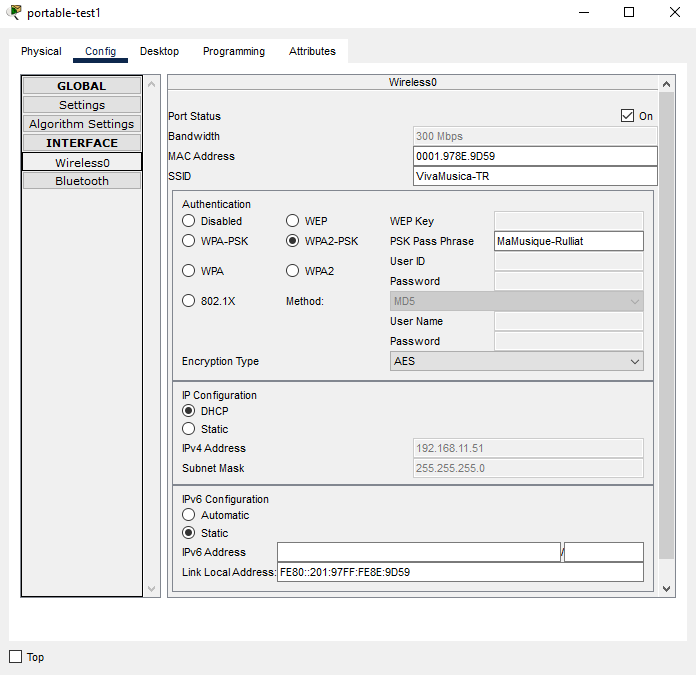 portable-test1
Physical Config Desktop Programming Attributes
GLOBAL
Settings
Algorithm Settings
INTERFACE
Wireless0
Bluetooth
Wireless0
Port Status On
Bandwidth 300 Mbps
MAC Address 0001.978E.9D59
SSID VivaMusica-TR
Authentication
Disabled WEP WEP Key
WPA-PSK WPA2-PSK PSK Pass Phrase MaMusique-Rulliat
User ID
WPA WPA2 Password
802.1X Method: MD5
User Name
Password
Encryption Type AES
IP Configuration
DHCP
Static
IPv4 Address 192.168.11.51
Subnet Mask 255.255.255.0
IPv6 Configuration
Automatic
Static
IPv6 Address /
Link Local Address: FE80::201:97FF:FE8E:9D59
Top